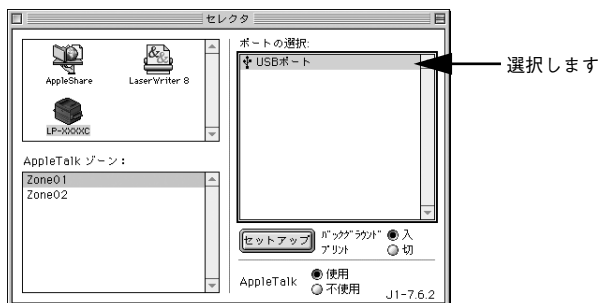 セレクタ
AppleShare
LaserWriter 8
LP-XXXXC
AppleTalk ゾーン：
Zone01
Zone02
ポートの選択:
USBポート
選択します
セットアップ
バックグラウンド
プリント
入
切
AppleTalk
使用
不使用
J1-7.6.2